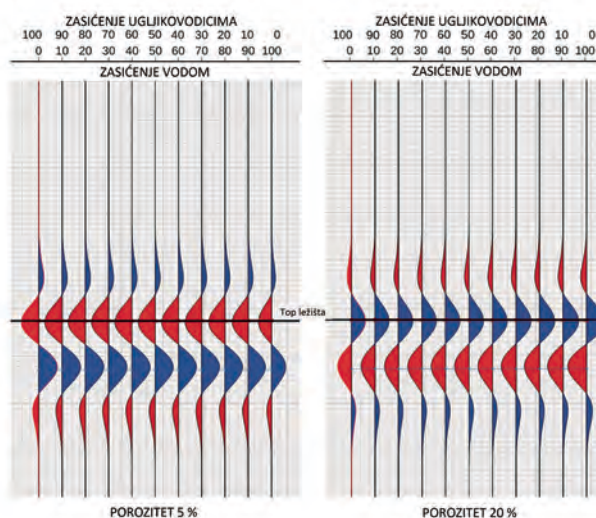 ZASIĆENJE UGLJIKOVODICIMA
100 90 80 70 60 50 40 30 20 10 0
0 10 20 30 40 50 60 70 80 90 100
ZASIĆENJE VODOM
Top ležišta
POROZITET 5 %
ZASIĆENJE UGLJIKOVODICIMA
100 90 80 70 60 50 40 30 20 10 0
0 10 20 30 40 50 60 70 80 90 100
ZASIĆENJE VODOM
POROZITET 20 %